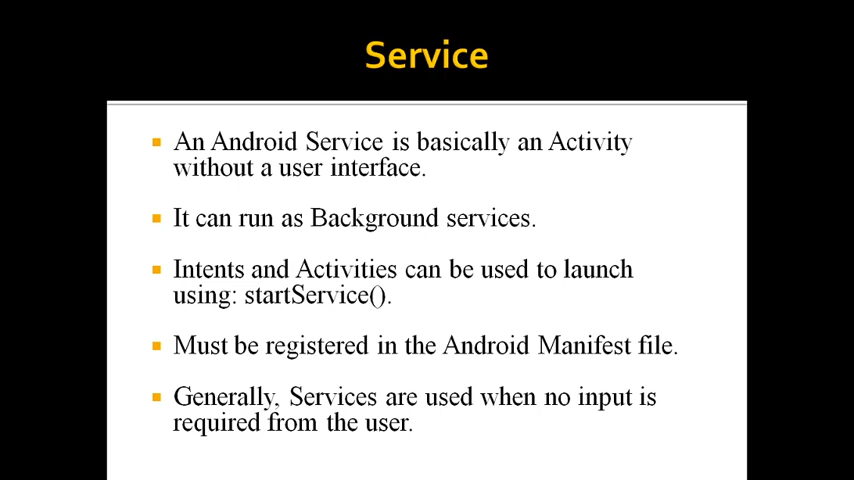 Service
An Android Service is basically an Activity
without a user interface.
It can run as Background services.
Intents and Activities can be used to launch
using: startService().
Must be registered in the Android Manifest file.
Generally, Services are used when no input is
required from the user.